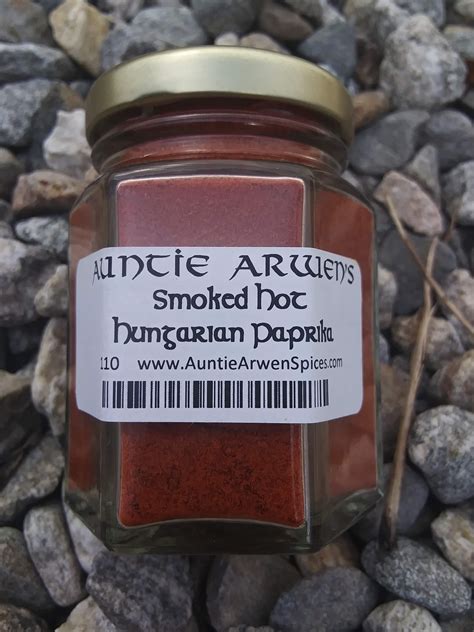 Auntie Arwen's
Smoked Hot
Hungarian Paprika
110 www.AuntieArwenSpices.com